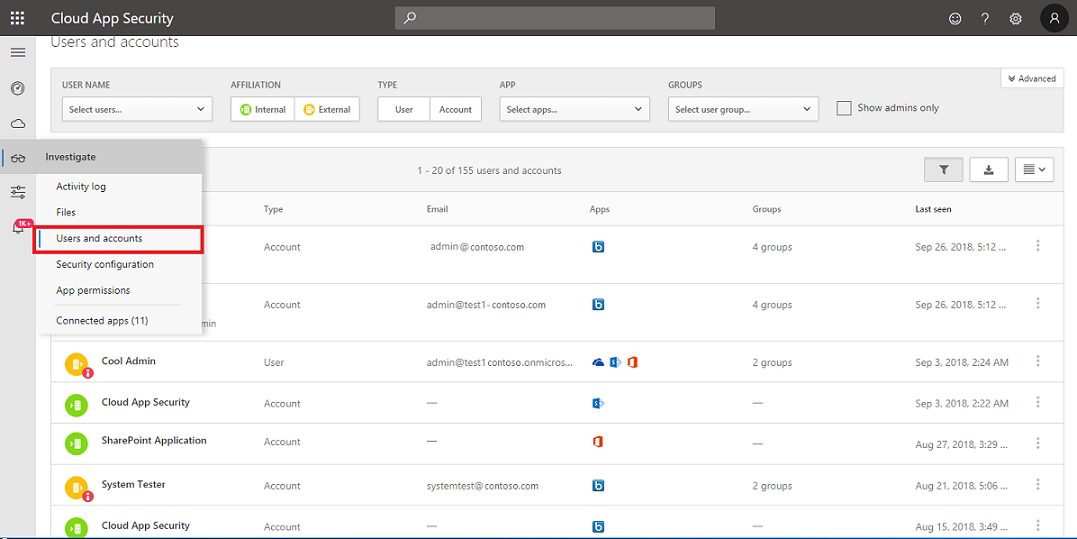 Cloud App Security
?
Users and accounts
Advanced
USER NAME
AFFILIATION
TYPE
APP
GROUPS
Select users...
Internal
External
User
Account
Select apps...
Select user group...
Show admins only
Investigate
1 - 20 of 155 users and accounts
Activity log
Files
Users and accounts
Security configuration
App permissions
Connected apps (11)
1K+
Type
Email
Apps
Groups
Last seen
Account
admin@contoso.com
4 groups
Sep 26, 2018, 5:12 ...
Account
admin@test1-contoso.com
4 groups
Sep 26, 2018, 5:12 ...
min
Cool Admin
User
admin@test1contoso.onmicros...
2 groups
Sep 3, 2018, 2:24 AM
Cloud App Security
Account
—
—
Sep 3, 2018, 2:22 AM
SharePoint Application
Account
—
—
Aug 27, 2018, 3:29 ...
System Tester
Account
systemtest@contoso.com
2 groups
Aug 21, 2018, 5:06 ...
Cloud App Security
Account
—
—
Aug 15, 2018, 3:49 ...